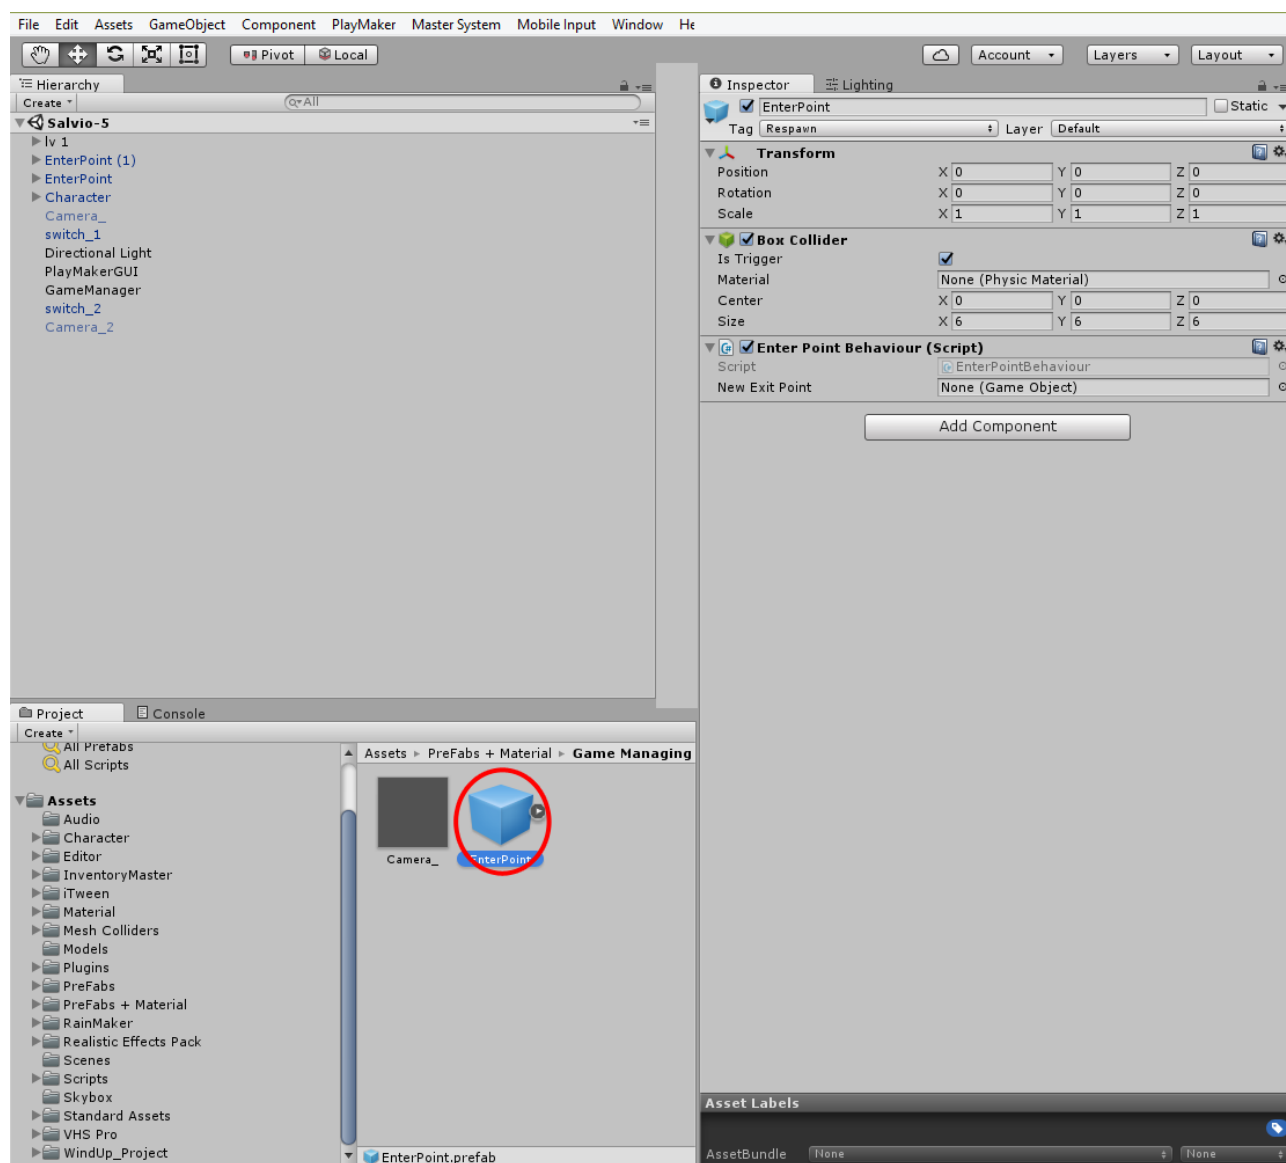 File Edit Assets GameObject Component PlayMaker Master System Mobile Input Window He
Pivot Local Account Layers Layout
Hierarchy
Create All
Salvio-5
lv 1
EnterPoint (1)
EnterPoint
Character
Camera_
switch_1
Directional Light
PlayMakerGUI
GameManager
switch_2
Camera_2
Inspector Lighting
EnterPoint Static
Tag Respawn Layer Default
Transform
Position X 0 Y 0 Z 0
Rotation X 0 Y 0 Z 0
Scale X 1 Y 1 Z 1
Box Collider
Is Trigger
Material None (Physic Material)
Center X 0 Y 0 Z 0
Size X 6 Y 6 Z 6
Enter Point Behaviour (Script)
Script EnterPointBehaviour
New Exit Point None (Game Object)
Add Component
Project Console
Create
All Prefabs
All Scripts
Assets
Audio
Character
Editor
InventoryMaster
iTween
Material
Mesh Colliders
Models
Plugins
PreFabs
PreFabs + Material
RainMaker
Realistic Effects Pack
Scenes
Scripts
Skybox
Standard Assets
VHS Pro
WindUp_Project
Assets PreFabs + Material Game Managing
Camera_ EnterPoint
EnterPoint.prefab
Asset Labels
AssetBundle None None